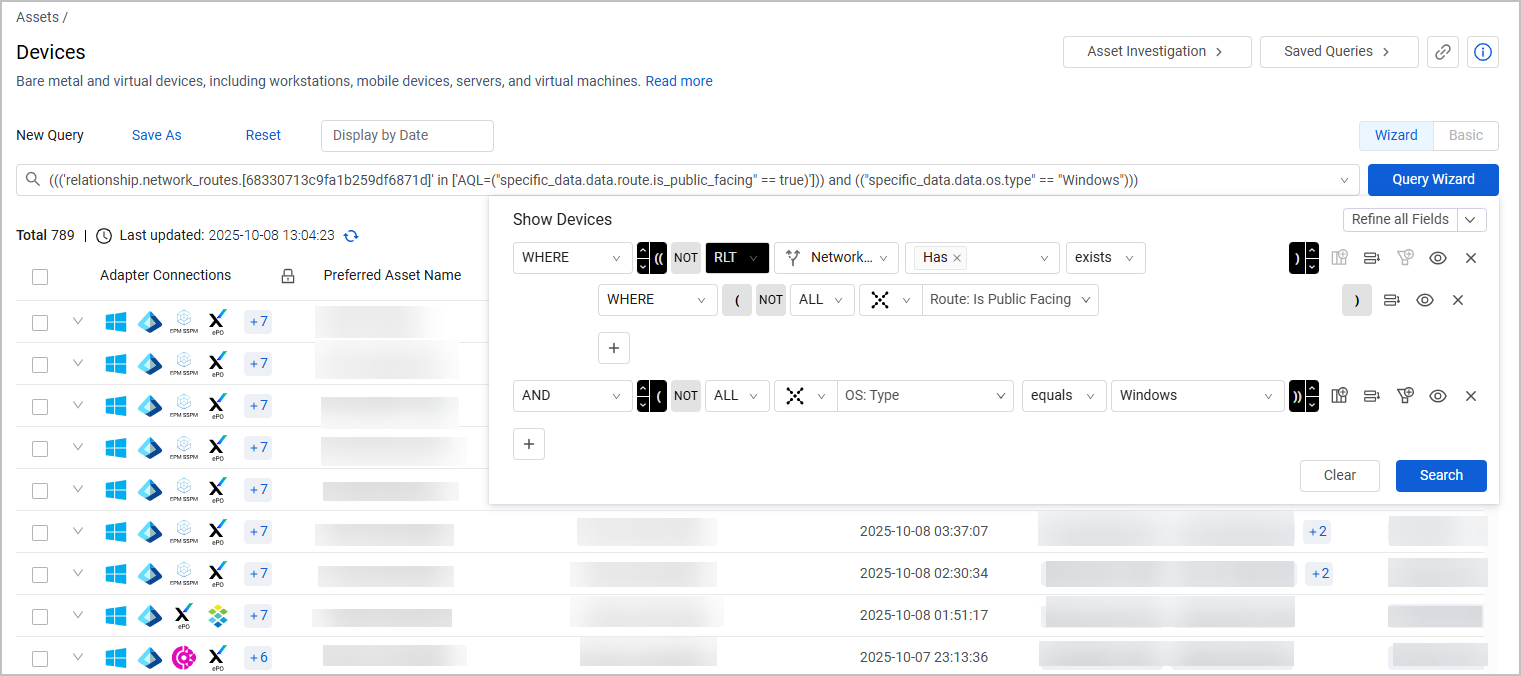 Assets /
Devices
Asset Investigation
Saved Queries
Bare metal and virtual devices, including workstations, mobile devices, servers, and virtual machines. Read more
New Query Save As Reset Display by Date Wizard Basic
((('relationship.network_routes.[68330713c9fa1b259df6871d]' in ['AQL=("specific_data.data.route.is_public_facing" == true)'])) and (("specific_data.data.os.type" == "Windows")))
Query Wizard
Show Devices
Refine all Fields
Total 789 | Last updated: 2025-10-08 13:04:23
WHERE (( NOT RLT Network... Has × exists )
Adapter Connections Preferred Asset Name
WHERE ( NOT ALL Route: Is Public Facing )
EPM SSPM ePO +7
+
EPM SSPM ePO +7
AND ( NOT ALL OS: Type equals Windows ))
EPM SSPM ePO +7
+
EPM SSPM ePO +7
Clear Search
EPM SSPM ePO +7
EPM SSPM ePO +7 2025-10-08 03:37:07 +2
EPM SSPM ePO +7 2025-10-08 02:30:34 +2
ePO +7 2025-10-08 01:51:17
ePO +6 2025-10-07 23:13:36